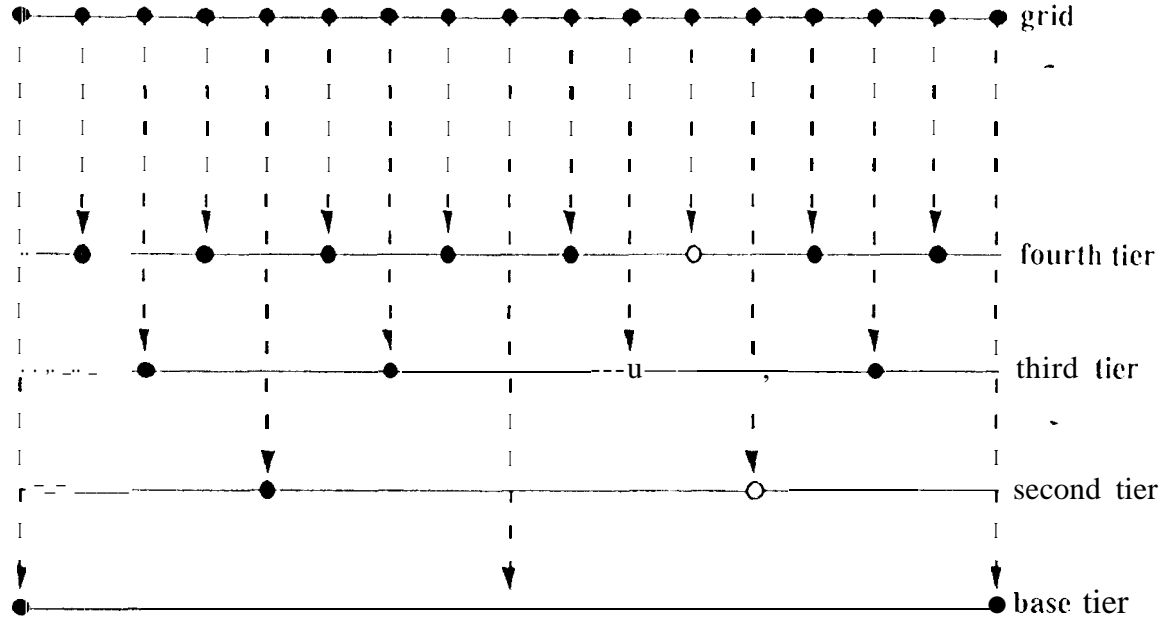 grid
fourth tier
third tier
second tier
base tier